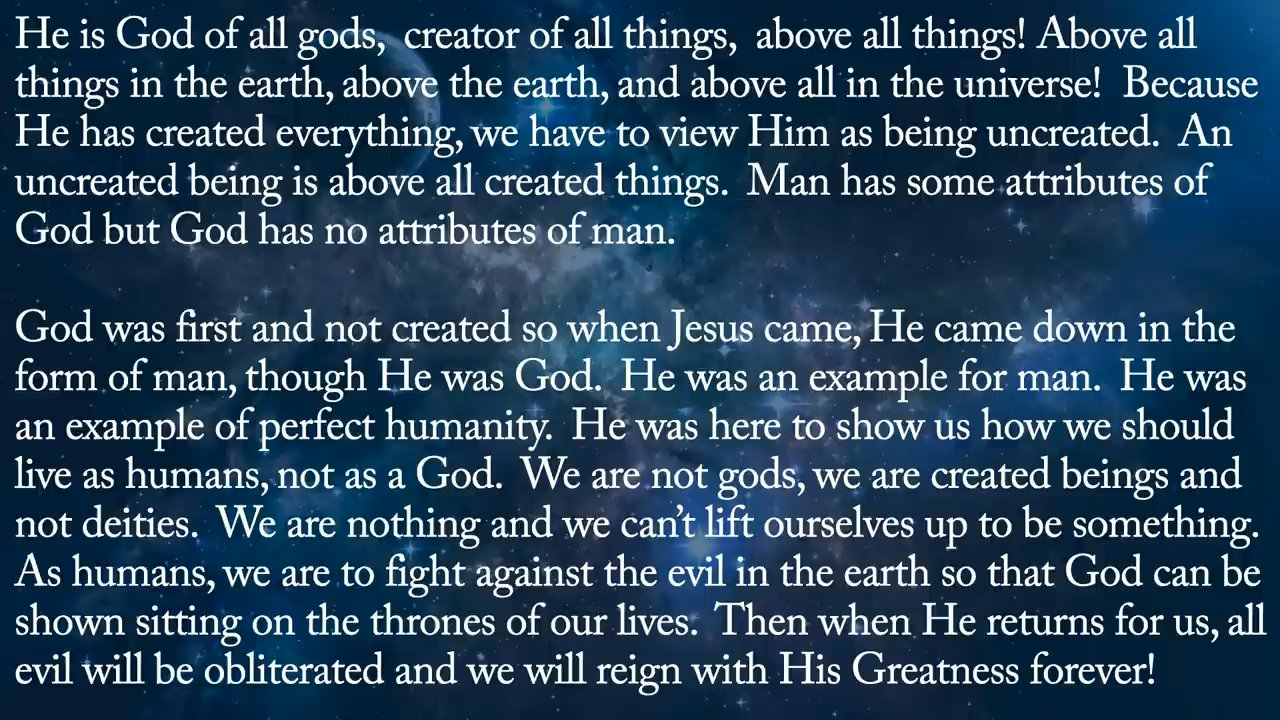 He is God of all gods,  creator of all things,  above all things! Above all
things in the earth, above the earth, and above all in the universe!  Because
He has created everything, we have to view Him as being uncreated.  An
uncreated being is above all created things.  Man has some attributes of
God but God has no attributes of man.
God was first and not created so when Jesus came, He came down in the
form of man, though He was God.  He was an example for man.  He was
an example of perfect humanity.  He was here to show us how we should
live as humans, not as a God.  We are not gods, we are created beings and
not deities.  We are nothing and we can't lift ourselves up to be something.
As humans, we are to fight against the evil in the earth so that God can be
shown sitting on the thrones of our lives.  Then when He returns for us, all
evil will be obliterated and we will reign with His Greatness forever!